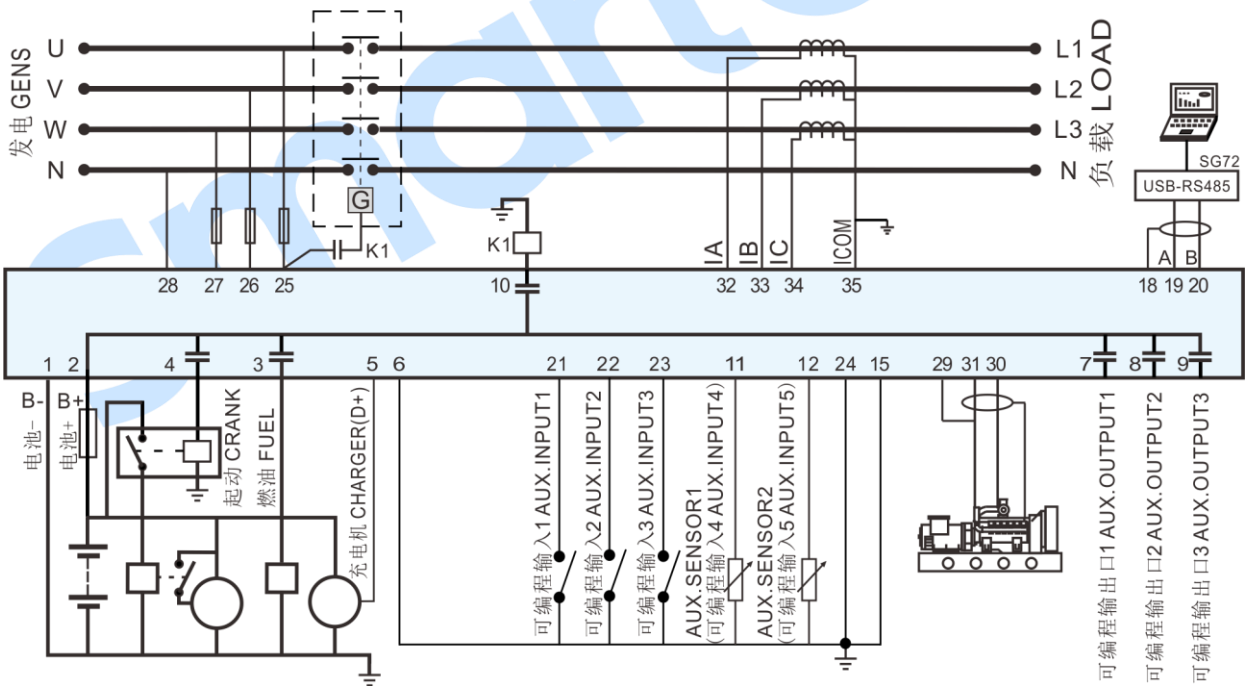 smart
发电 GENS
U
V
W
N
G
K1
K1
L1
L2
L3
N
负载 LOAD
SG72
USB-RS485
IA
IB
IC
ICOM
A
B
28
27
26
25
10
32
33
34
35
18
19
20
1
2
4
3
5
6
21
22
23
11
12
24
15
29
31
30
7
8
9
B-
电池-
B+
电池+
起动 CRANK
燃油 FUEL
充电机 CHARGER(D+)
可编程输入1 AUX.INPUT1
可编程输入2 AUX.INPUT2
可编程输入3 AUX.INPUT3
AUX.SENSOR1
(可编程输入4 AUX.INPUT4)
AUX.SENSOR2
(可编程输入5 AUX.INPUT5)
可编程输出口1 AUX.OUTPUT1
可编程输出口2 AUX.OUTPUT2
可编程输出口3 AUX.OUTPUT3